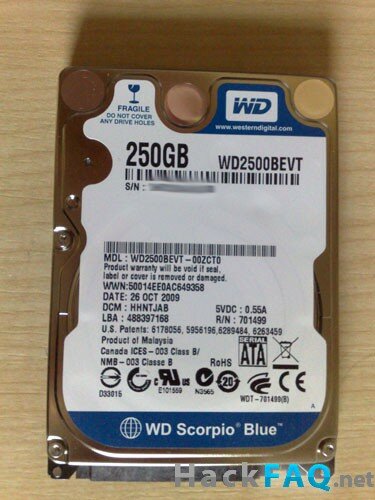 FRAGILE
DO NOT COVER
ANY DRIVE HOLES
WD
www.westerndigital.com
250GB WD2500BEVT
S/N:
MDL: WD2500BEVT-00ZCT0
Product warranty will be void if seal,
label or cover is removed or damaged.
WWN:50014EE0AC649358
DATE: 26 OCT 2009
DCM: HHNTJAB 5VDC: 0.55A
LBA: 488397168 R/N: 701499
U.S. Patents: 6178056, 5956196,6289484, 6263459
Product of Malaysia
Canada ICES-003 Class B/
NMB-003 Classe B
RoHS
SERIAL
ATA
D33015 E101559 N3565 20
WDT-701499(B)
A
WD Scorpio® Blue™
HackFAQ.net